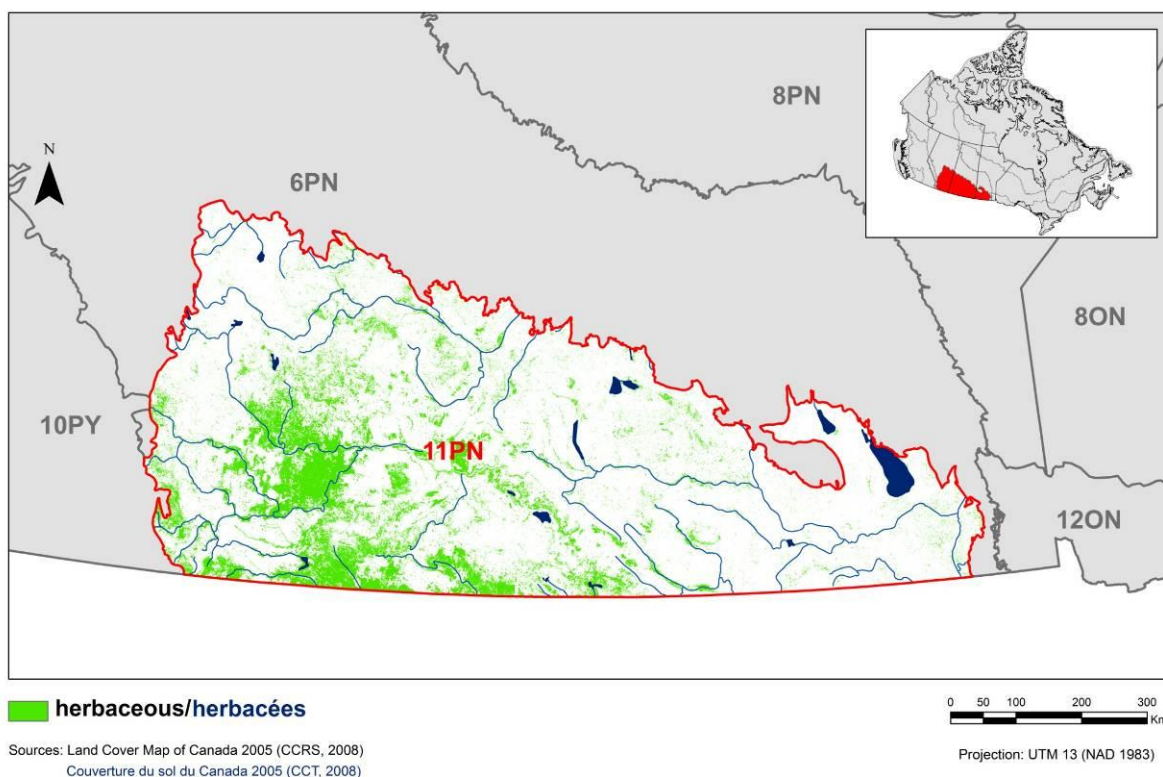 8PN
N
6PN
8ON
10PY
11PN
12ON
herbaceous/herbacées
0 50 100 200 300
Km
Sources: Land Cover Map of Canada 2005 (CCRS, 2008)
Couverture du sol du Canada 2005 (CCT, 2008)
Projection: UTM 13 (NAD 1983)